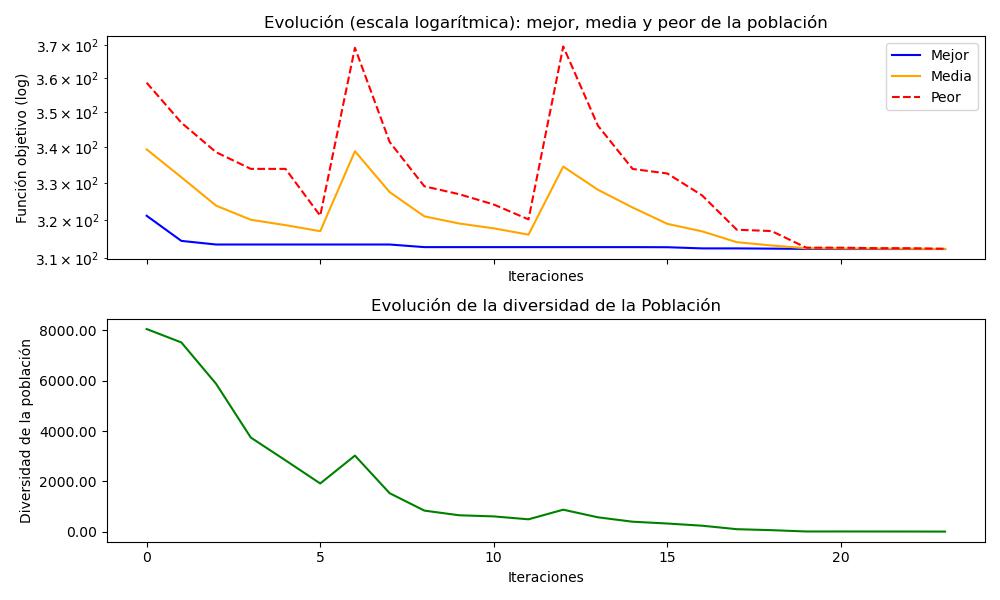 Evolución (escala logarítmica): mejor, media y peor de la población
Función objetivo (log)
3.7 × 10²
3.6 × 10²
3.5 × 10²
3.4 × 10²
3.3 × 10²
3.2 × 10²
3.1 × 10²
Mejor
Media
Peor
Iteraciones
Evolución de la diversidad de la Población
Diversidad de la población
8000.00
6000.00
4000.00
2000.00
0.00
0 5 10 15 20
Iteraciones